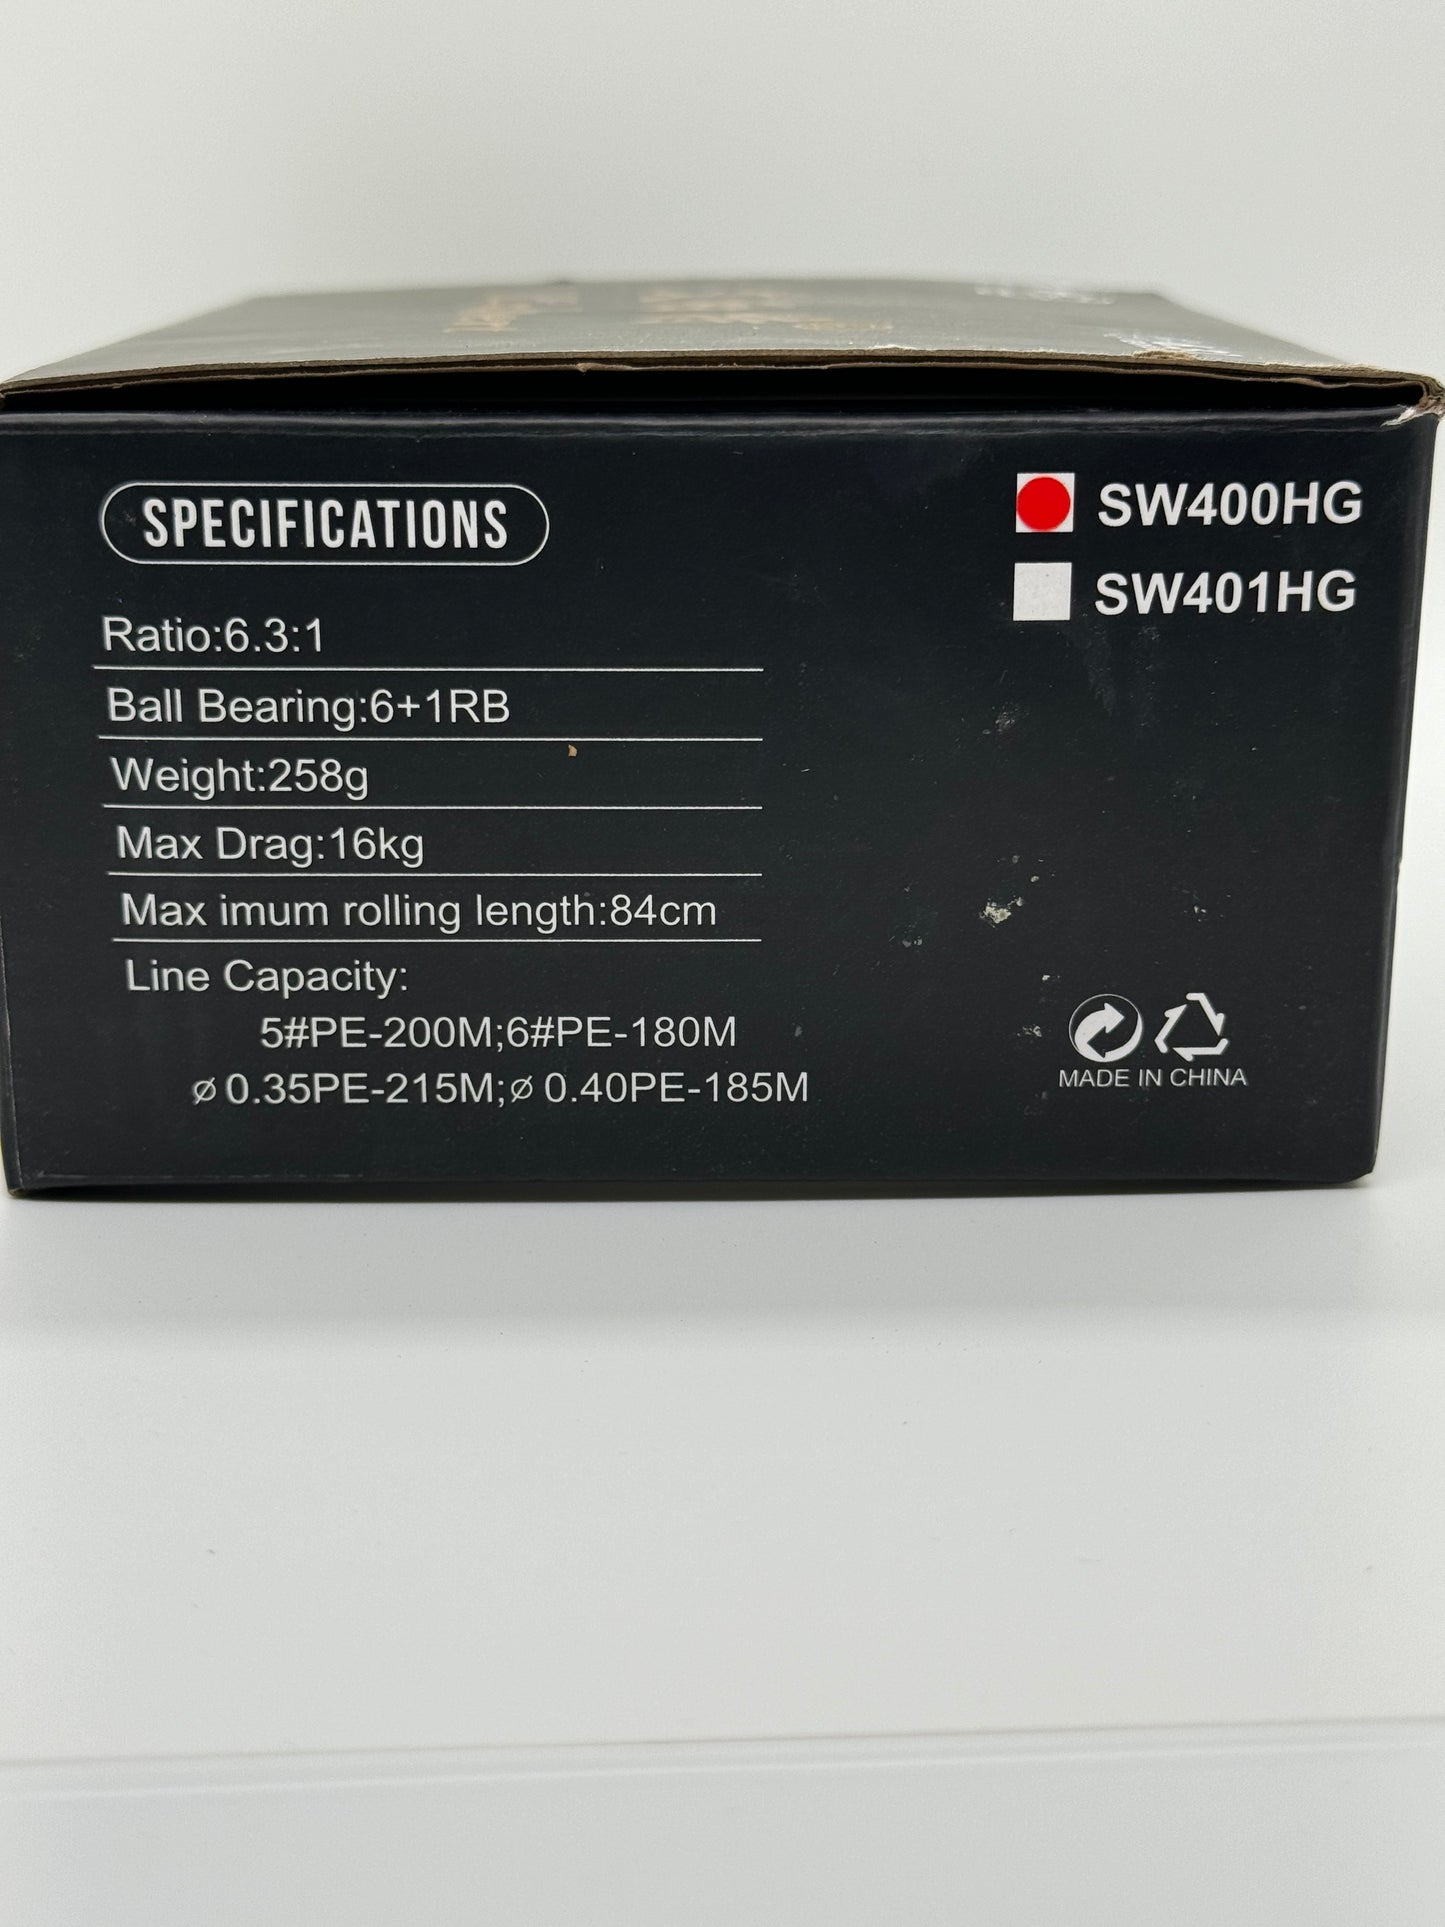 SPECIFICATIONS
SW400HG
SW401HG
Ratio:6.3:1
Ball Bearing:6+1RB
Weight:258g
Max Drag:16kg
Max imum rolling length:84cm
Line Capacity:
5#PE-200M;6#PE-180M
⌀0.35PE-215M;⌀0.40PE-185M
MADE IN CHINA